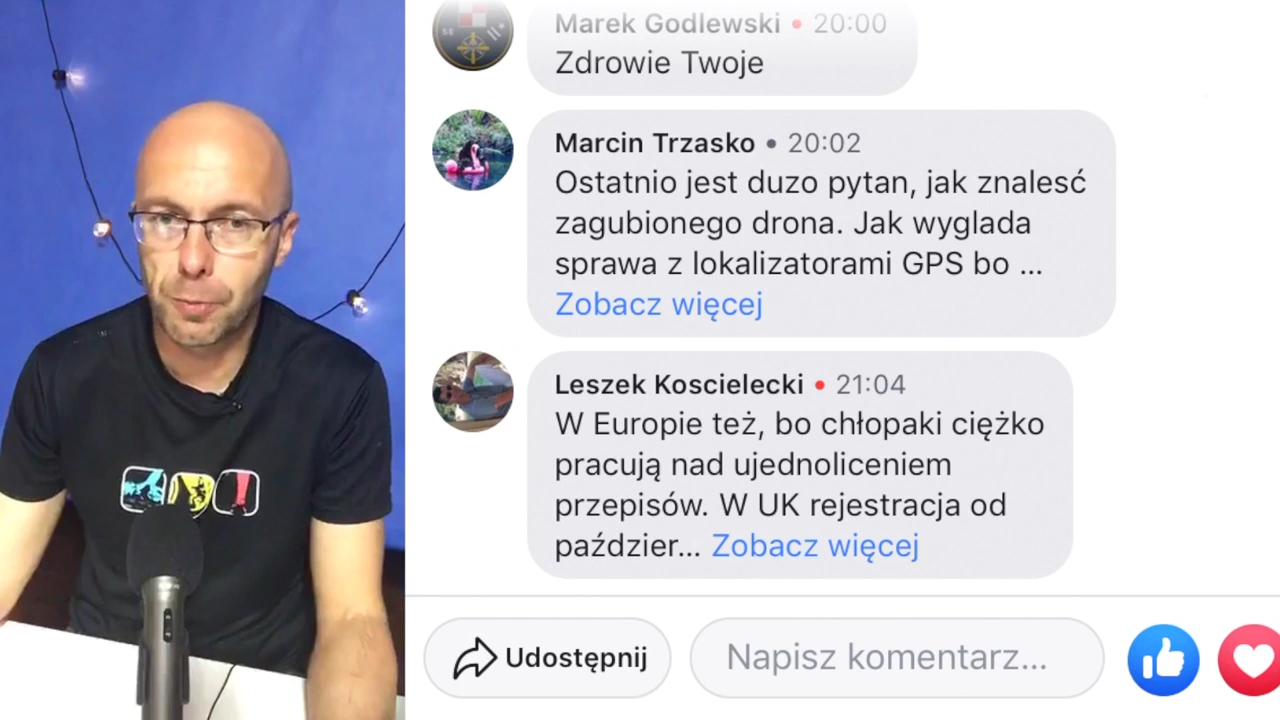 Marek Godlewski • 20:00
Zdrowie Twoje
Marcin Trzasko • 20:02
Ostatnio jest duzo pytan, jak znalesć
zagubionego drona. Jak wyglada
sprawa z lokalizatorami GPS bo ...
Zobacz więcej
Leszek Koscielecki • 21:04
W Europie też, bo chłopaki ciężko
pracują nad ujednoliceniem
przepisów. W UK rejestracja od
paździer... Zobacz więcej
Udostępnij
Napisz komentarz...